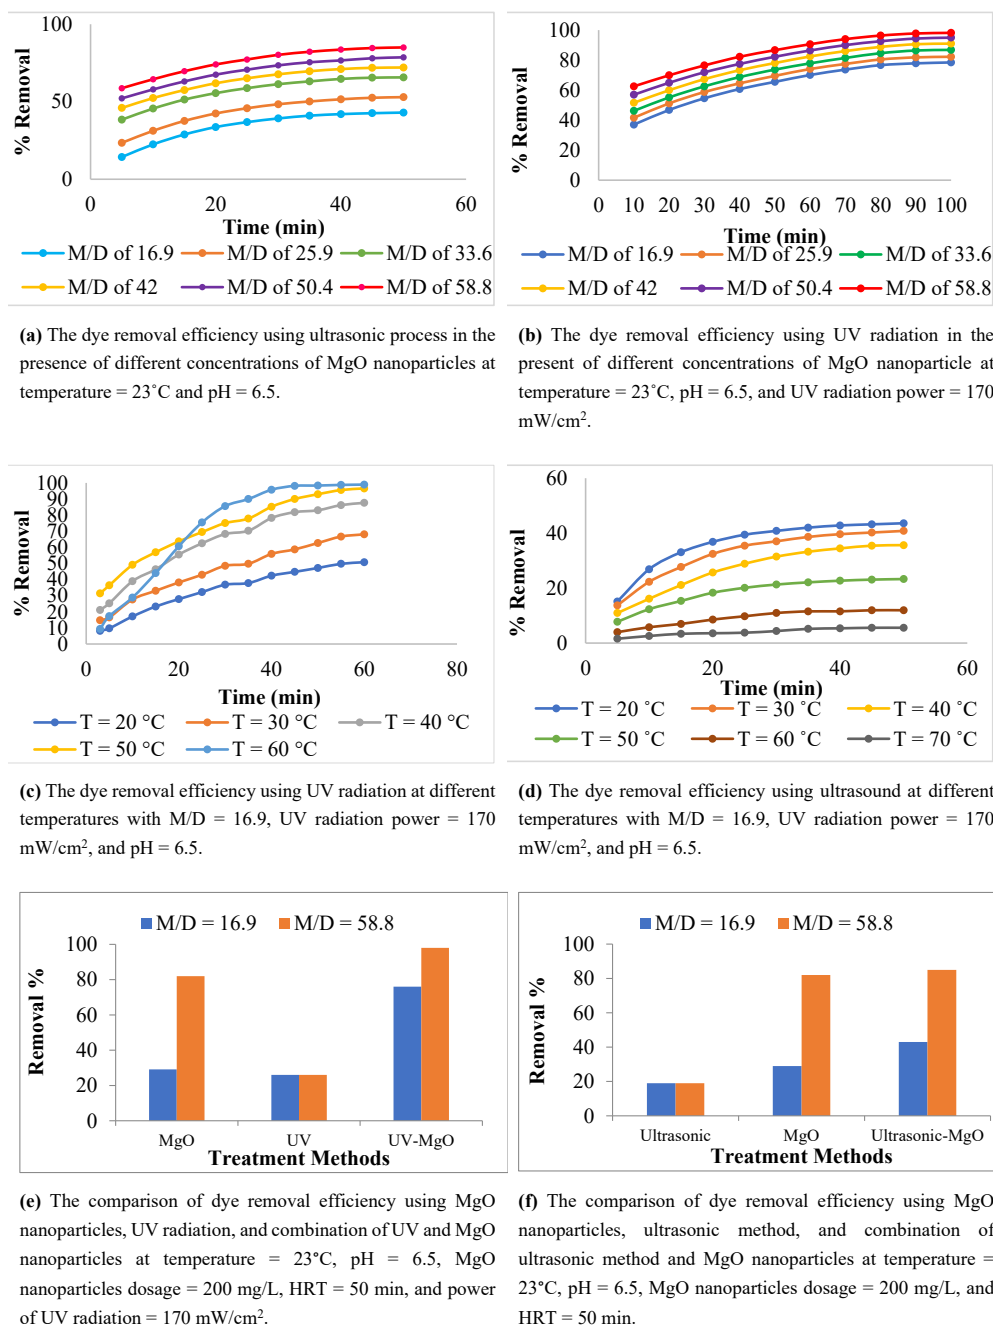 100
50
0
% Removal
0
20
40
60
Time (min)
M/D of 16.9
M/D of 25.9
M/D of 33.6
M/D of 42
M/D of 50.4
M/D of 58.8
(a) The dye removal efficiency using ultrasonic process in the
presence of different concentrations of MgO nanoparticles at
temperature = 23˚C and pH = 6.5.
100
80
60
40
20
0
% Removal
0
10
20
30
40
50
60
70
80
90
100
Time (min)
M/D of 16.9
M/D of 25.9
M/D of 33.6
M/D of 42
M/D of 50.4
M/D of 58.8
(b) The dye removal efficiency using UV radiation in the
present of different concentrations of MgO nanoparticle at
temperature = 23˚C, pH = 6.5, and UV radiation power = 170
mW/cm².
100
90
80
70
60
50
40
30
20
10
0
% Removal
0
20
40
60
80
Time (min)
T = 20 °C
T = 30 °C
T = 40 °C
T = 50 °C
T = 60 °C
(c) The dye removal efficiency using UV radiation at different
temperatures with M/D = 16.9, UV radiation power = 170
mW/cm², and pH = 6.5.
60
40
20
0
% Removal
0
20
40
60
Time (min)
T = 20 ˚C
T = 30 ˚C
T = 40 ˚C
T = 50 ˚C
T = 60 ˚C
T = 70 ˚C
(d) The dye removal efficiency using ultrasound at different
temperatures with M/D = 16.9, UV radiation power = 170
mW/cm², and pH = 6.5.
M/D = 16.9
M/D = 58.8
100
80
60
40
20
0
Removal %
MgO
UV
UV-MgO
Treatment Methods
(e) The comparison of dye removal efficiency using MgO
nanoparticles, UV radiation, and combination of UV and MgO
nanoparticles at temperature = 23°C, pH = 6.5, MgO
nanoparticles dosage = 200 mg/L, HRT = 50 min, and power
of UV radiation = 170 mW/cm².
M/D = 16.9
M/D = 58.8
100
80
60
40
20
0
Removal %
Ultrasonic
MgO
Ultrasonic-MgO
Treatment Methods
(f) The comparison of dye removal efficiency using MgO
nanoparticles, ultrasonic method, and combination of
ultrasonic method and MgO nanoparticles at temperature =
23°C, pH = 6.5, MgO nanoparticles dosage = 200 mg/L, and
HRT = 50 min.